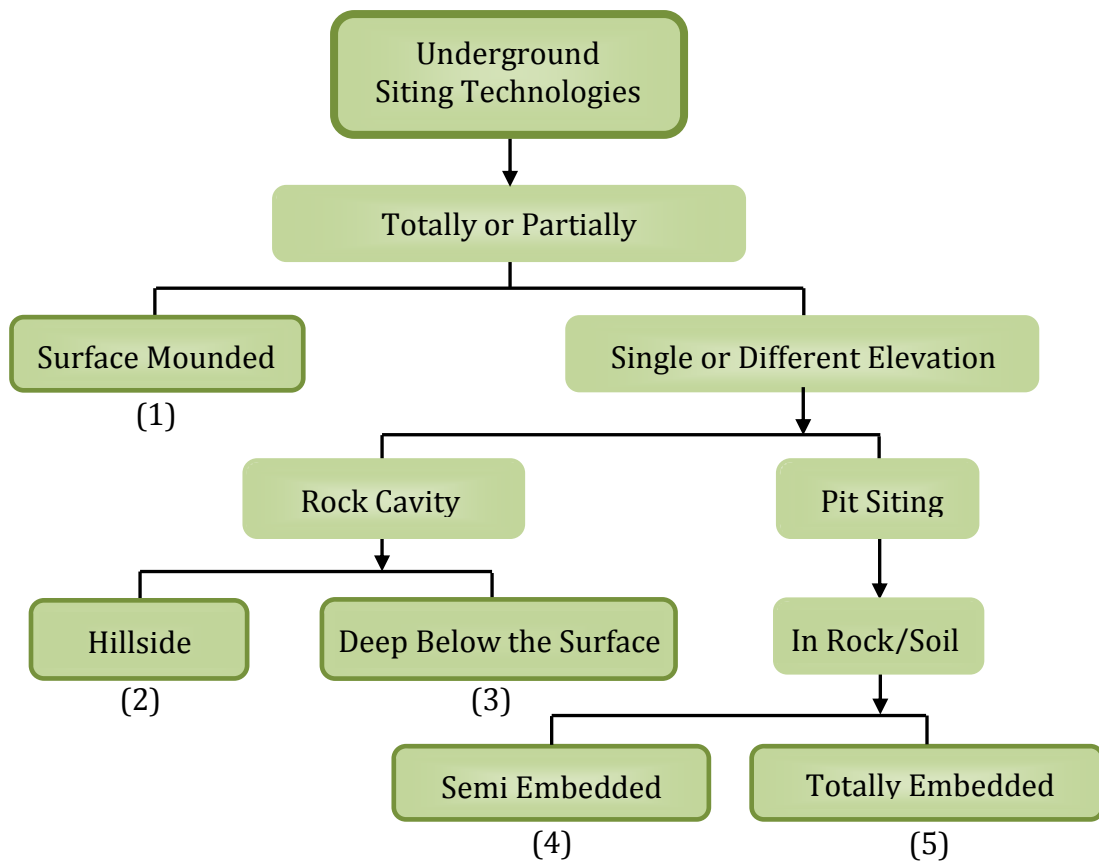 Underground
Siting Technologies
Totally or Partially
Surface Mounded
(1)
Single or Different Elevation
Rock Cavity
Pit Siting
Hillside
(2)
Deep Below the Surface
(3)
In Rock/Soil
Semi Embedded
(4)
Totally Embedded
(5)